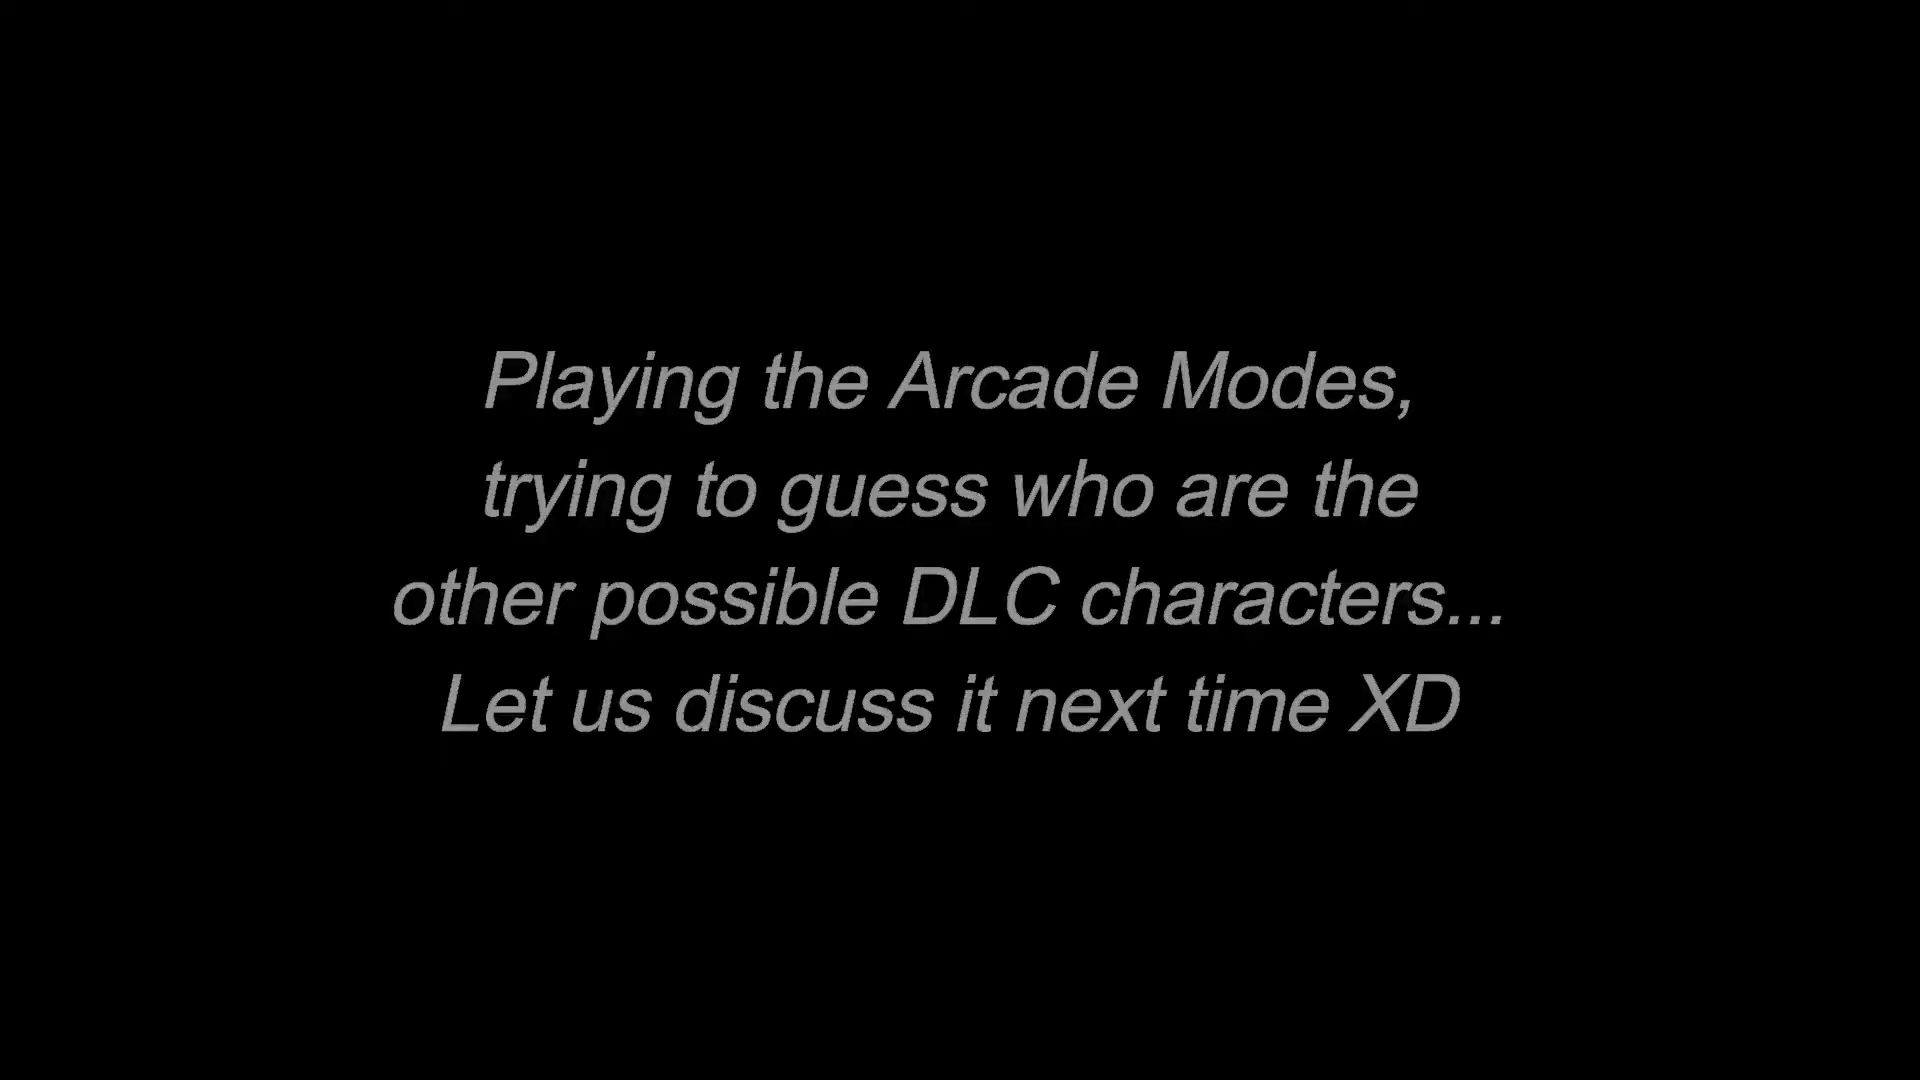 Playing the Arcade Modes,
trying to guess who are the
other possible DLC characters...
Let us discuss it next time XD